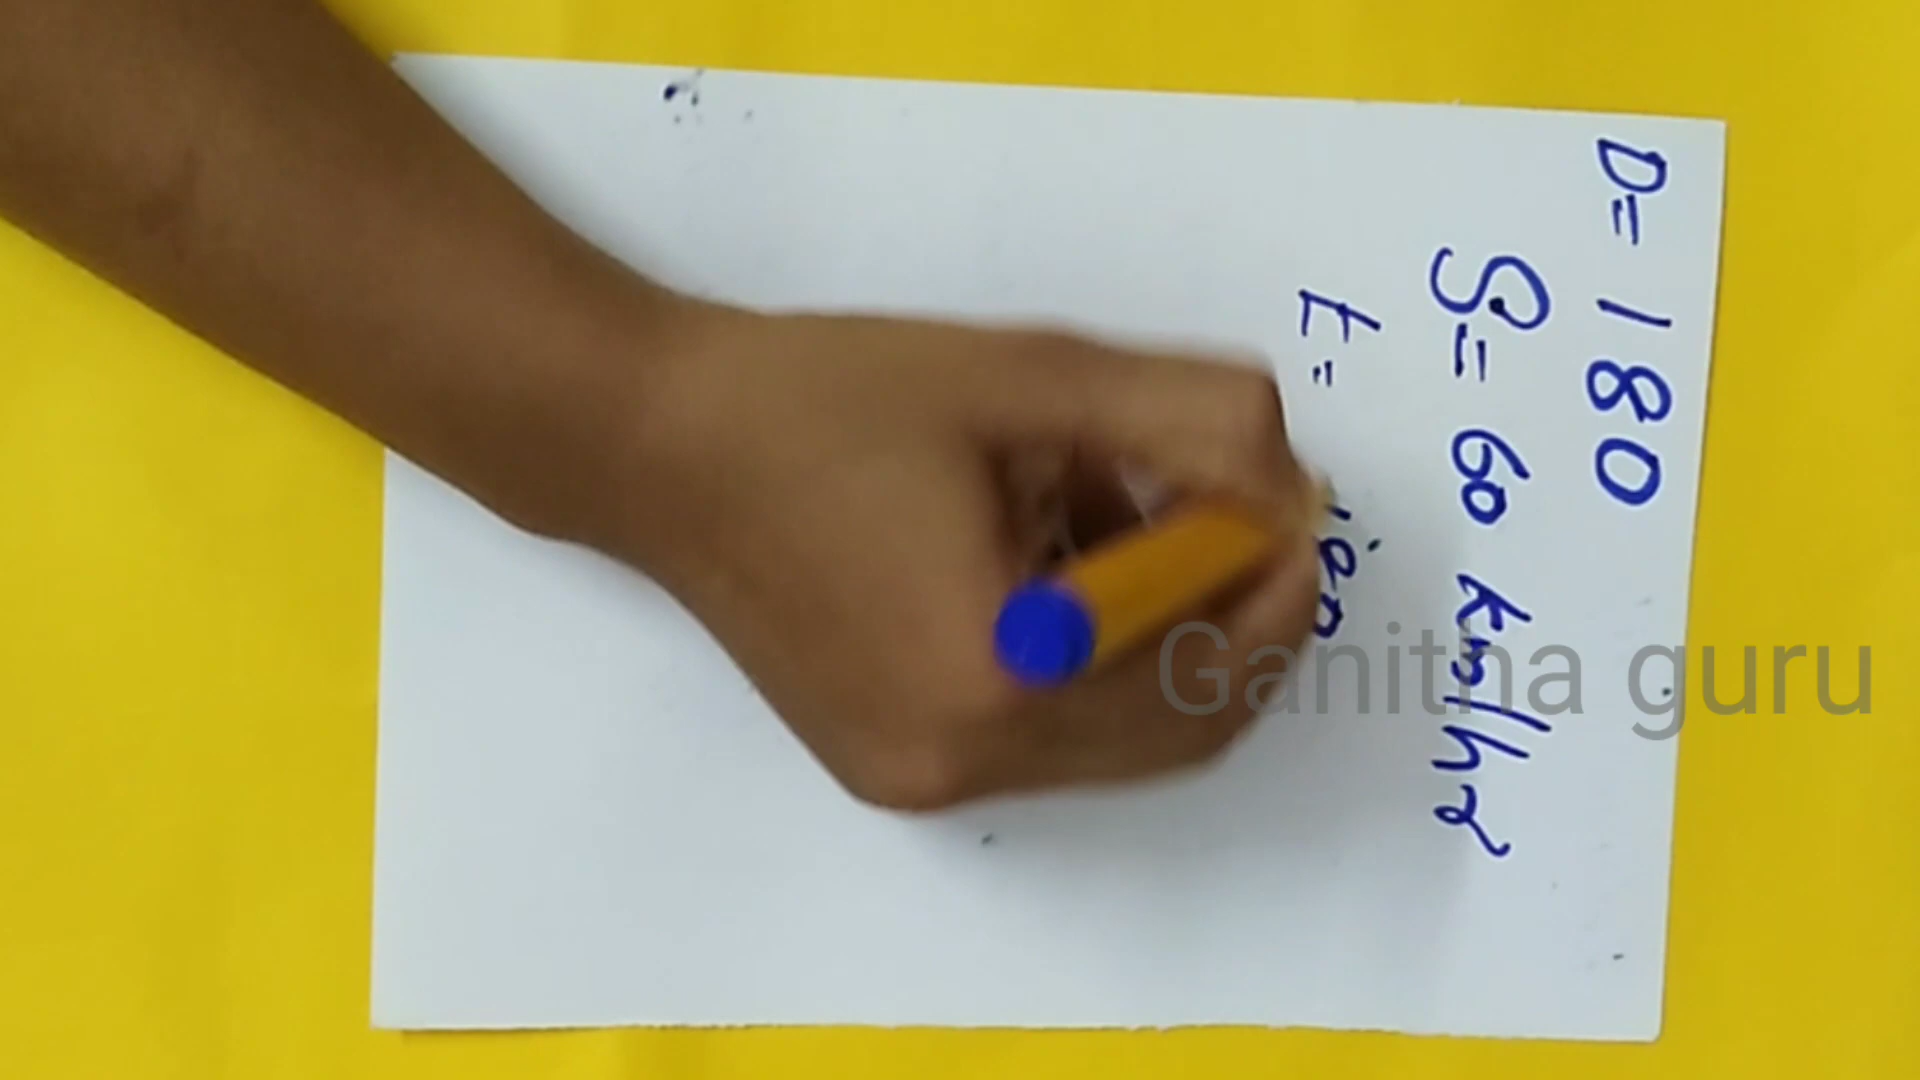 D= 180
S= 60 km/hr
t=
Ganitha guru